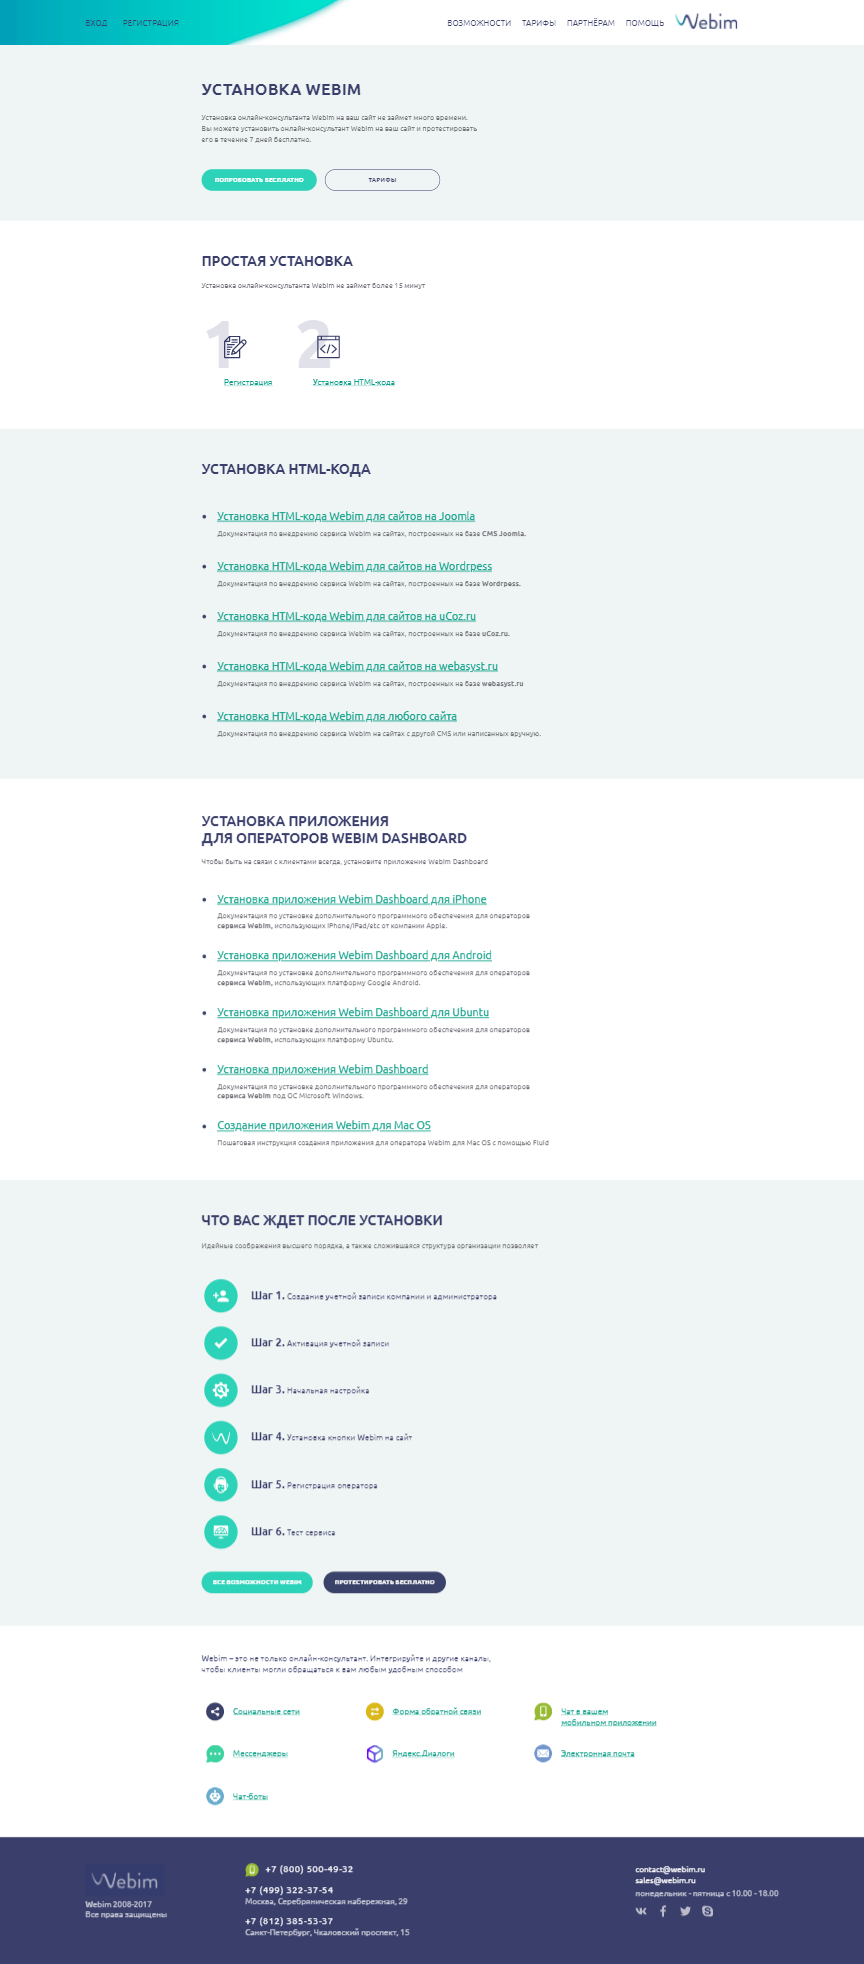 ВХОД РЕГИСТРАЦИЯ ВОЗМОЖНОСТИ ТАРИФЫ ПАРТНЁРАМ ПОМОЩЬ Webim
УСТАНОВКА WEBIM
Установка онлайн-консультанта Webim на ваш сайт не займет много времени.
Вы можете установить онлайн-консультант Webim на ваш сайт и протестировать
его в течение 7 дней бесплатно.
ПОПРОБОВАТЬ БЕСПЛАТНО ТАРИФЫ
ПРОСТАЯ УСТАНОВКА
Установка онлайн-консультанта Webim не займет более 15 минут
1 2
Регистрация Установка HTML-кода
УСТАНОВКА HTML-КОДА
Установка HTML-кода Webim для сайтов на Joomla
Документация по внедрению сервиса Webim на сайтах, построенных на базе CMS Joomla.
Установка HTML-кода Webim для сайтов на Wordrpess
Документация по внедрению сервиса Webim на сайтах, построенных на базе Wordrpess.
Установка HTML-кода Webim для сайтов на uCoz.ru
Документация по внедрению сервиса Webim на сайтах, построенных на базе uCoz.ru.
Установка HTML-кода Webim для сайтов на webasyst.ru
Документация по внедрению сервиса Webim на сайтах, построенных на базе webasyst.ru
Установка HTML-кода Webim для любого сайта
Документация по внедрению сервиса Webim на сайтах с другой CMS или написанных вручную.
УСТАНОВКА ПРИЛОЖЕНИЯ
ДЛЯ ОПЕРАТОРОВ WEBIM DASHBOARD
Чтобы быть на связи с клиентами всегда, установите приложение Webim Dashboard
Установка приложения Webim Dashboard для iPhone
Документация по установке дополнительного программного обеспечения для операторов
сервиса Webim, использующих iPhone/iPad/etc от компании Apple.
Установка приложения Webim Dashboard для Android
Документация по установке дополнительного программного обеспечения для операторов
сервиса Webim, использующих платформу Google Android.
Установка приложения Webim Dashboard для Ubuntu
Документация по установке дополнительного программного обеспечения для операторов
сервиса Webim, использующих платформу Ubuntu.
Установка приложения Webim Dashboard
Документация по установке дополнительного программного обеспечения для операторов
сервиса Webim под ОС Microsoft Windows.
Создание приложения Webim для Mac OS
Пошаговая инструкция создания приложения для оператора Webim для Mac OS с помощью Fluid
ЧТО ВАС ЖДЕТ ПОСЛЕ УСТАНОВКИ
Идейные соображения высшего порядка, а также сложившаяся структура организации позволяет
Шаг 1. Создание учетной записи компании и администратора
Шаг 2. Активация учетной записи
Шаг 3. Начальная настройка
Шаг 4. Установка кнопки Webim на сайт
Шаг 5. Регистрация оператора
Шаг 6. Тест сервиса
ВСЕ ВОЗМОЖНОСТИ WEBIM ПРОТЕСТИРОВАТЬ БЕСПЛАТНО
Webim – это не только онлайн-консультант. Интегрируйте и другие каналы,
чтобы клиенты могли обращаться к вам любым удобным способом
Социальные сети Форма обратной связи Чат в вашем
мобильном приложении
Мессенджеры Яндекс.Диалоги Электронная почта
Чат-боты
Webim
Webim 2008-2017
Все права защищены
+7 (800) 500-49-32
+7 (499) 322-37-54
Москва, Серебряническая набережная, 29
+7 (812) 385-53-37
Санкт-Петербург, Чкаловский проспект, 15
contact@webim.ru
sales@webim.ru
понедельник - пятница с 10.00 - 18.00